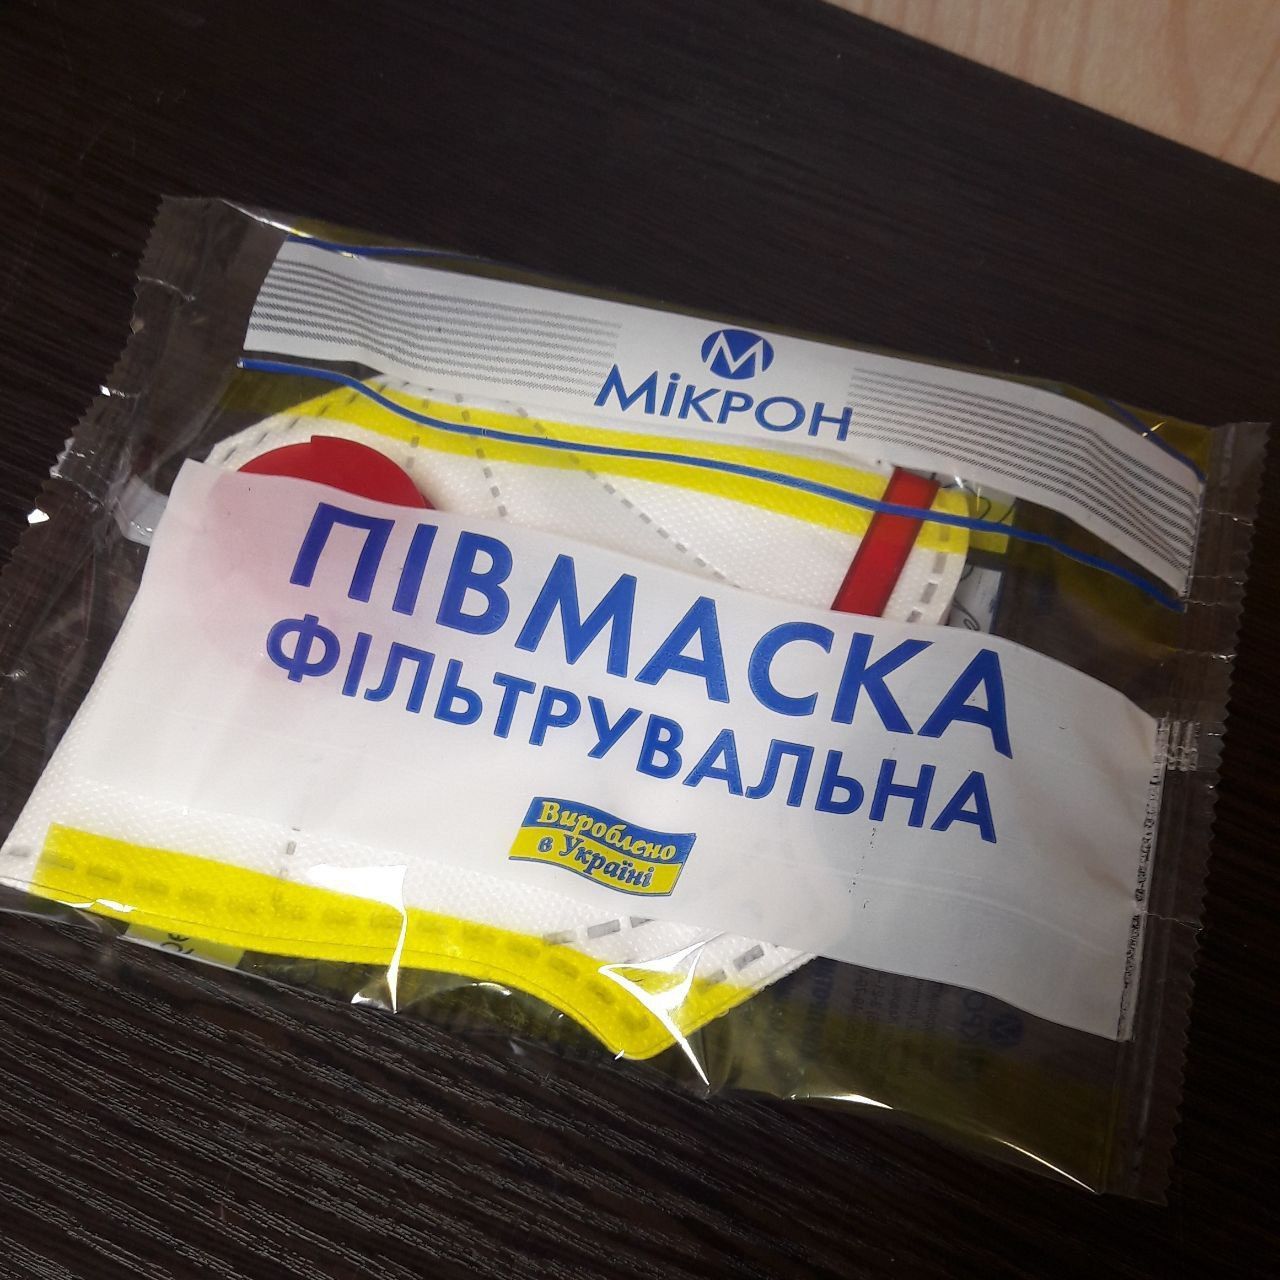 М
МіКРОН
ПІВМАСКА
ФІЛЬТРУВАЛЬНА
Вироблено
в Україні